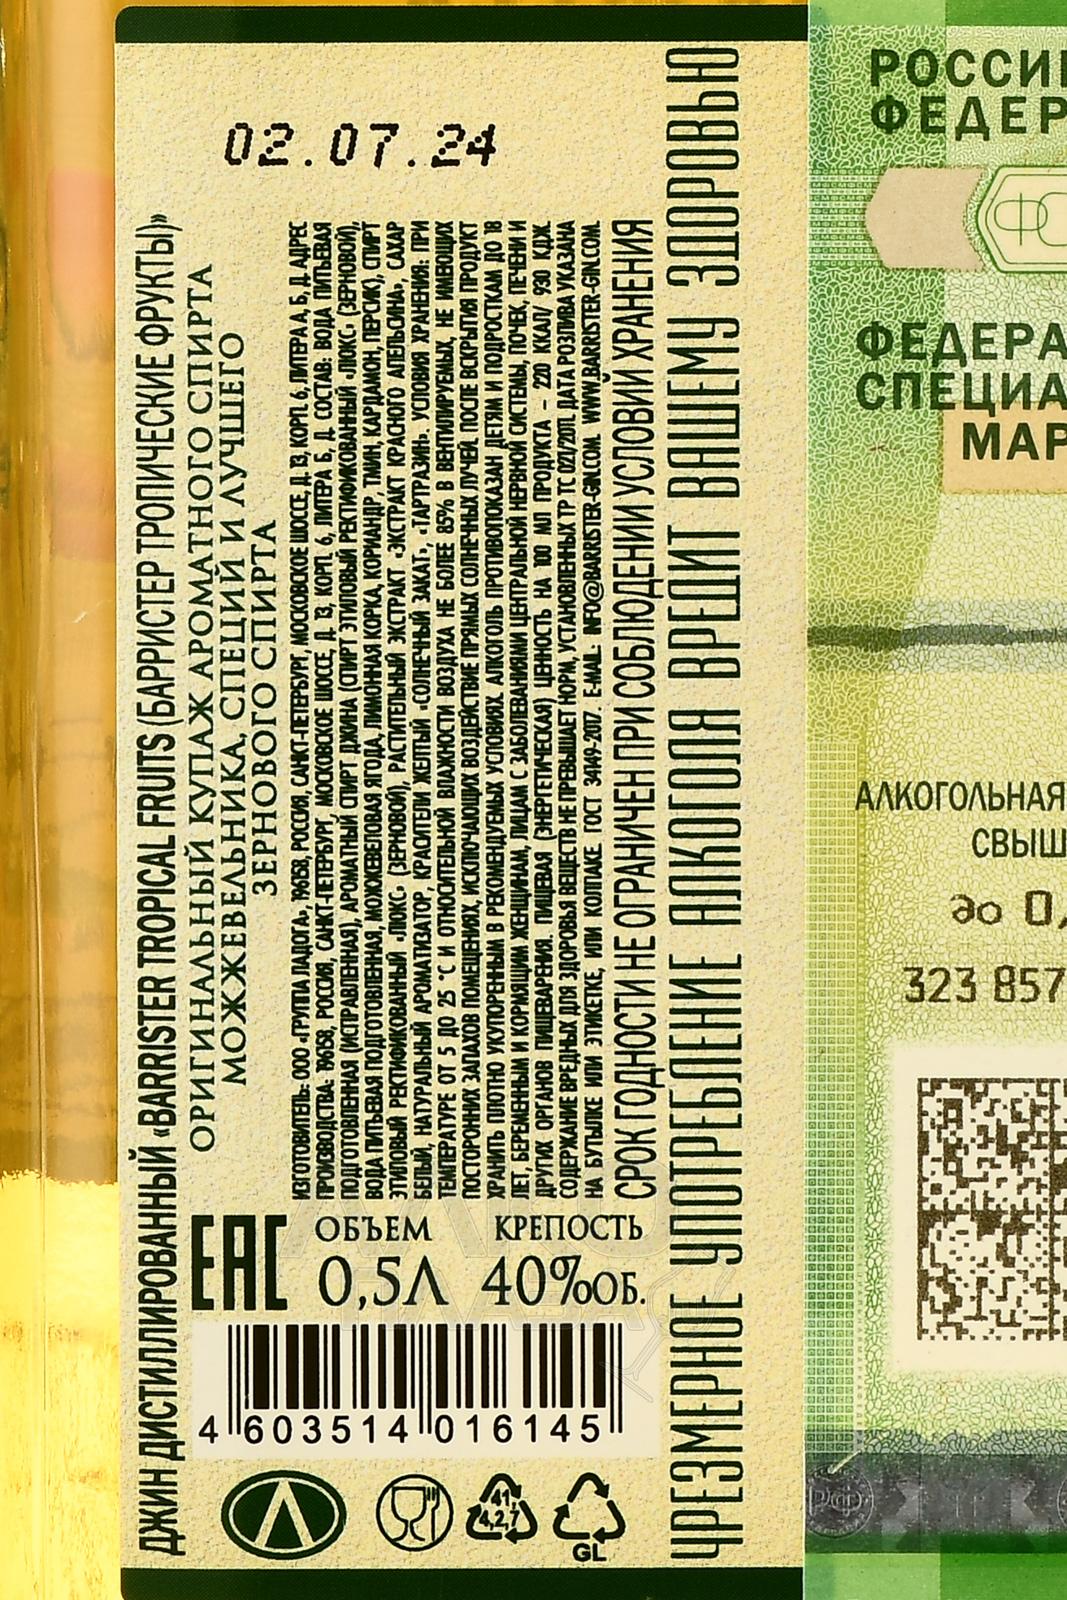 02.07.24
ДЖИН ДИСТИЛЛИРОВАННЫЙ «BARRISTER TROPICAL FRUITS (БАРРИСТЕР ТРОПИЧЕСКИЕ ФРУКТЫ)»
ОРИГИНАЛЬНЫЙ КУПАЖ АРОМАТНОГО СПИРТА
МОЖЖЕВЕЛЬНИКА, СПЕЦИЙ И ЛУЧШЕГО
ЗЕРНОВОГО СПИРТА
ИЗГОТОВИТЕЛЬ: ООО «ГРУППА ЛАДОГА», 196158, РОССИЯ, САНКТ-ПЕТЕРБУРГ, МОСКОВСКОЕ ШОССЕ, Д. 13, КОРП. 6, ЛИТЕРА А, Б, Д. АДРЕС
ПРОИЗВОДСТВА: 196158, РОССИЯ, САНКТ-ПЕТЕРБУРГ, МОСКОВСКОЕ ШОССЕ, Д. 13, КОРП. 6, ЛИТЕРА Б, Д. СОСТАВ: ВОДА ПИТЬЕВАЯ
ПОДГОТОВЛЕННАЯ (ИСПРАВЛЕННАЯ), АРОМАТНЫЙ СПИРТ ДЖИНА (СПИРТ ЭТИЛОВЫЙ РЕКТИФИКОВАННЫЙ «ЛЮКС» (ЗЕРНОВОЙ),
ВОДА ПИТЬЕВАЯ ПОДГОТОВЛЕННАЯ, МОЖЖЕВЕЛОВАЯ ЯГОДА, ЛИМОННАЯ КОРКА, КОРИАНДР, ТМИН, КАРДАМОН, ПЕРСИК), СПИРТ
ЭТИЛОВЫЙ РЕКТИФИКОВАННЫЙ «ЛЮКС» (ЗЕРНОВОЙ), РАСТИТЕЛЬНЫЙ ЭКСТРАКТ «ЭКСТРАКТ КРАСНОГО АПЕЛЬСИНА», САХАР
БЕЛЫЙ, НАТУРАЛЬНЫЙ АРОМАТИЗАТОР, КРАСИТЕЛИ ЖЕЛТЫЙ «СОЛНЕЧНЫЙ ЗАКАТ», «ТАРТРАЗИН». УСЛОВИЯ ХРАНЕНИЯ: ПРИ
ТЕМПЕРАТУРЕ ОТ 5 ДО 25 °С И ОТНОСИТЕЛЬНОЙ ВЛАЖНОСТИ ВОЗДУХА НЕ БОЛЕЕ 85% В ВЕНТИЛИРУЕМЫХ, НЕ ИМЕЮЩИХ
ПОСТОРОННИХ ЗАПАХОВ ПОМЕЩЕНИЯХ, ИСКЛЮЧАЮЩИХ ВОЗДЕЙСТВИЕ ПРЯМЫХ СОЛНЕЧНЫХ ЛУЧЕЙ. ПОСЛЕ ВСКРЫТИЯ ПРОДУКТ
ХРАНИТЬ ПЛОТНО УКУПОРЕННЫМ В РЕКОМЕНДУЕМЫХ УСЛОВИЯХ. АЛКОГОЛЬ ПРОТИВОПОКАЗАН ДЕТЯМ И ПОДРОСТКАМ ДО 18
ЛЕТ, БЕРЕМЕННЫМ И КОРМЯЩИМ ЖЕНЩИНАМ, ЛИЦАМ С ЗАБОЛЕВАНИЯМИ ЦЕНТРАЛЬНОЙ НЕРВНОЙ СИСТЕМЫ, ПОЧЕК, ПЕЧЕНИ И
ДРУГИХ ОРГАНОВ ПИЩЕВАРЕНИЯ. ПИЩЕВАЯ (ЭНЕРГЕТИЧЕСКАЯ) ЦЕННОСТЬ НА 100 МЛ ПРОДУКТА – 220 ККАЛ/ 930 КДЖ.
СОДЕРЖАНИЕ ВРЕДНЫХ ДЛЯ ЗДОРОВЬЯ ВЕЩЕСТВ НЕ ПРЕВЫШАЕТ НОРМ, УСТАНОВЛЕННЫХ ТР ТС 021/2011. ДАТА РОЗЛИВА УКАЗАНА
НА БУТЫЛКЕ ИЛИ ЭТИКЕТКЕ, ИЛИ КОЛПАКЕ. ГОСТ 34149-2017. E-MAIL: INFO@BARRISTER-GIN.COM. WWW.BARRISTER-GIN.COM.
СРОК ГОДНОСТИ НЕ ОГРАНИЧЕН ПРИ СОБЛЮДЕНИИ УСЛОВИЙ ХРАНЕНИЯ
ЧРЕЗМЕРНОЕ УПОТРЕБЛЕНИЕ АЛКОГОЛЯ ВРЕДИТ ВАШЕМУ ЗДОРОВЬЮ
ЕАС
ОБЪЕМ КРЕПОСТЬ
0,5Л 40%ОБ.
4 603514 016145
41
4,2,7
GL
РОССИ
ФЕДЕР
ФС
ФЕДЕРА
СПЕЦИА
МАР
АЛКОГОЛЬНАЯ
СВЫШ
до 0,
323 857
РФ